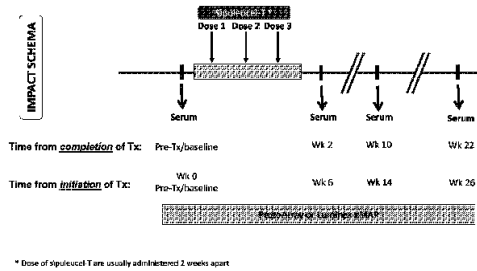 IMPACT SCHEMA
Sipuleucel-T *
Dose 1 Dose 2 Dose 3
Serum Serum Serum Serum
Time from completion of Tx: Pre-Tx/baseline Wk 2 Wk 10 Wk 22
Wk 0
Time from initiation of Tx: Pre-Tx/baseline Wk 6 Wk 14 Wk 26
ProtoArray or Luminex xMAP
* Dose of sipuleucel-T are usually administered 2 weeks apart